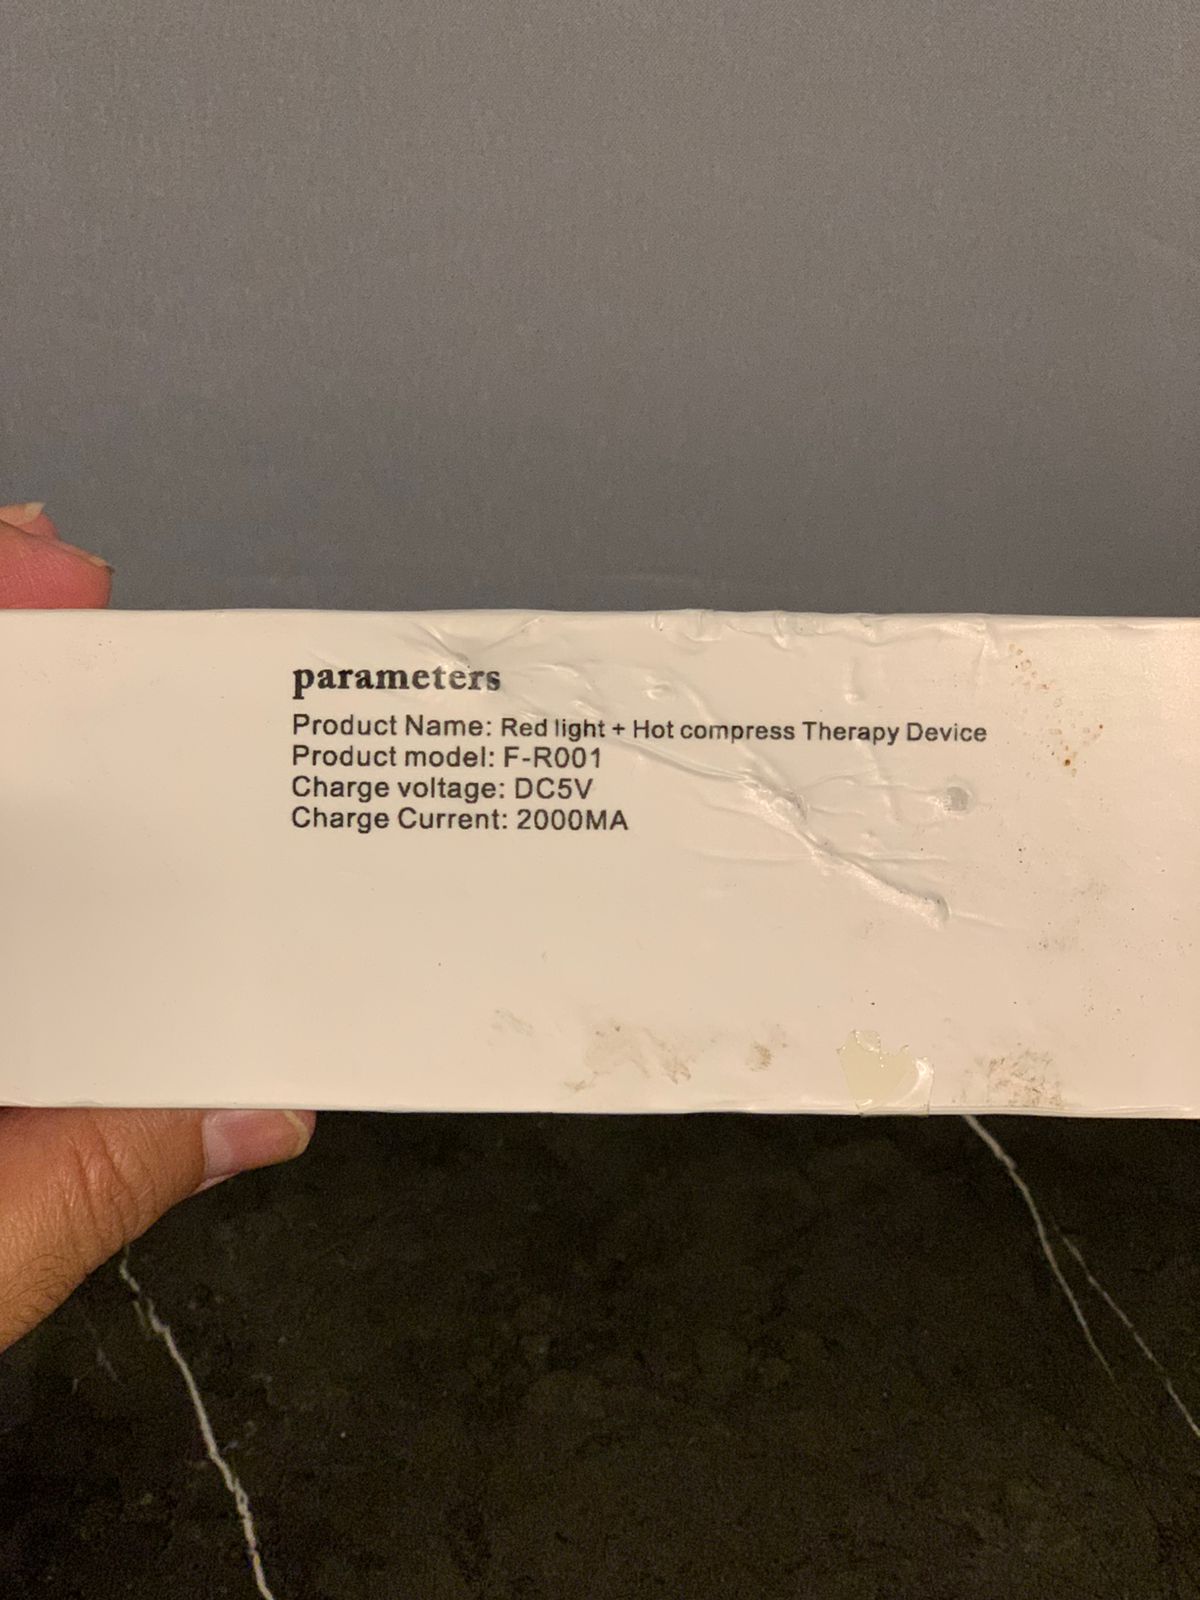 parameters
Product Name: Red light + Hot compress Therapy Device
Product model: F-R001
Charge voltage: DC5V
Charge Current: 2000MA